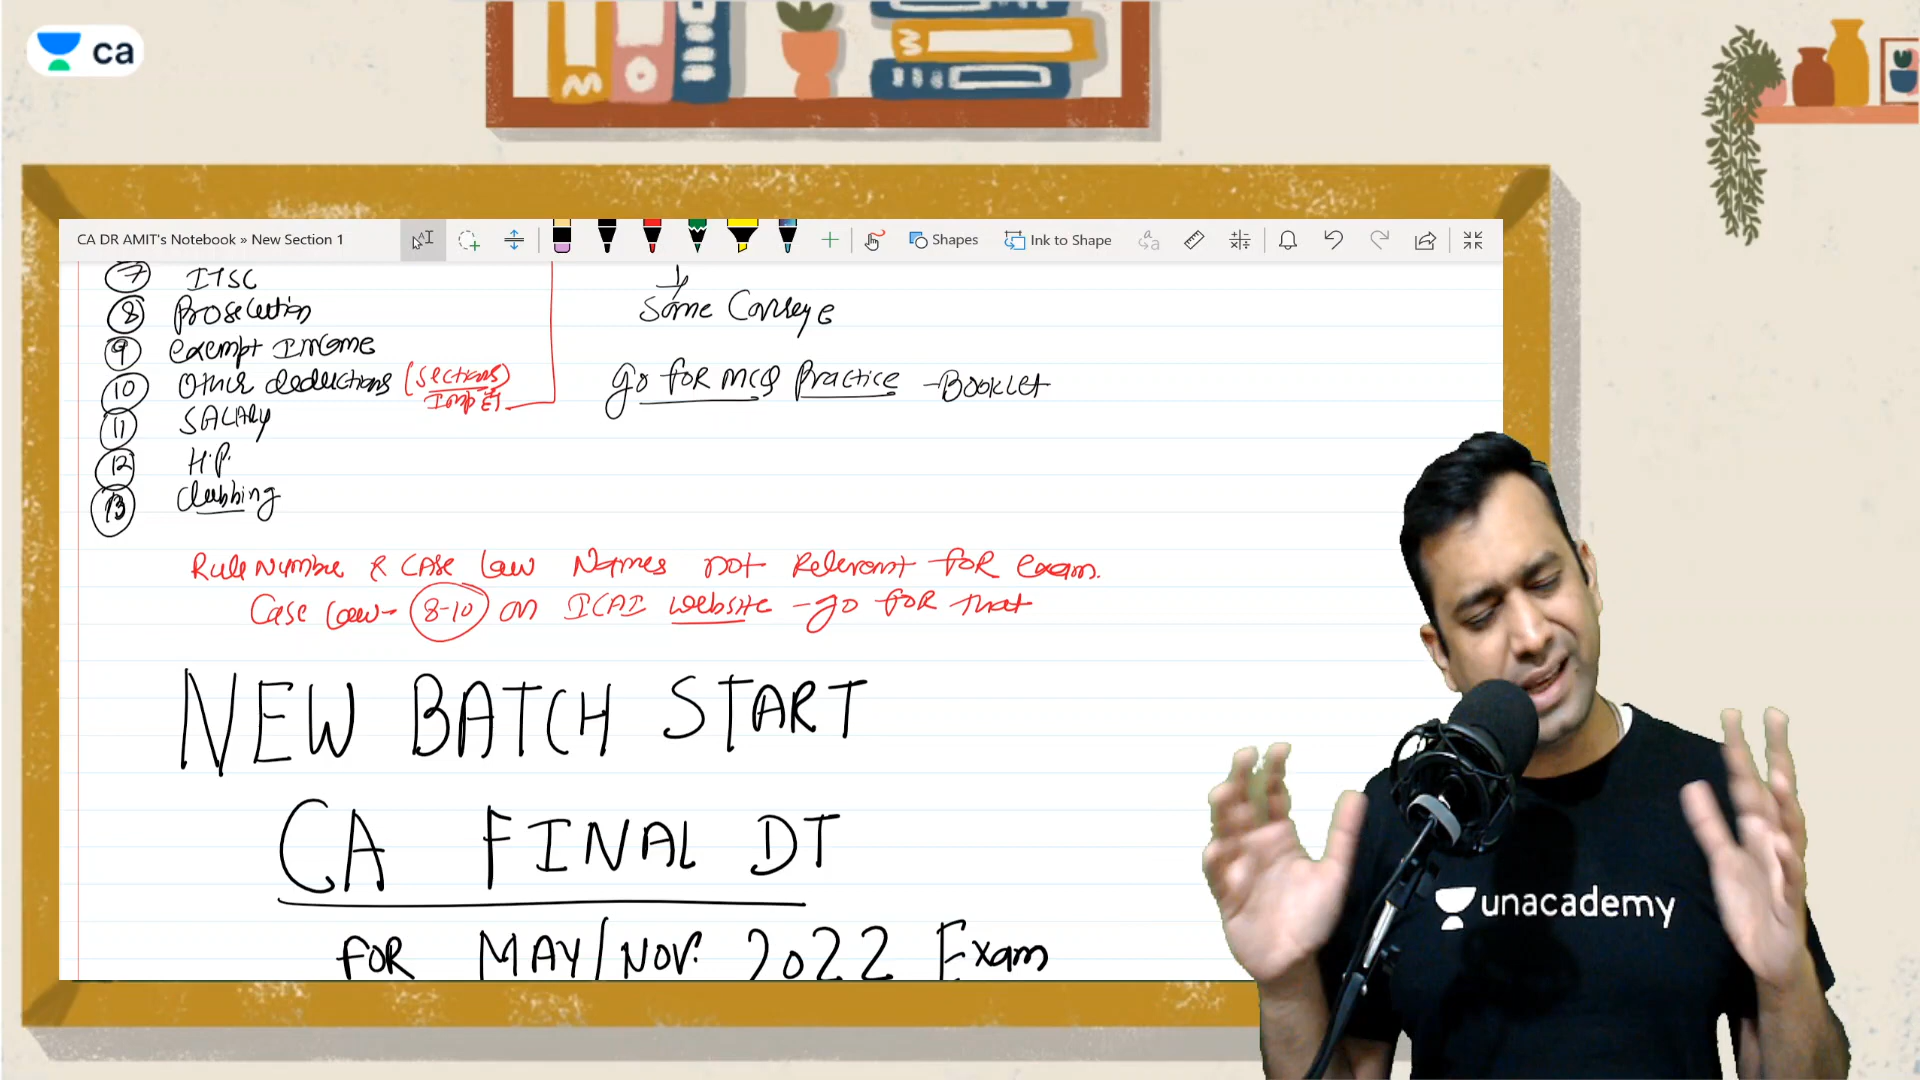 ca
CA DR AMIT's Notebook » New Section 1
Shapes
Ink to Shape
7 ITSC
8 Prosecution
9 exempt Income
10 Other deductions (Sections Imp è)
11 SALARY
12 H.P.
13 Clubbing
Some Coverage
go FOR MCQ Practice - Booklet
Rule Number & Case Law Names not Relevant FOR exam.
Case Law - 8-10 on ICAI website - go FOR that
NEW BATCH START
CA FINAL DT
FOR MAY/NOV. 2022 Exam
unacademy